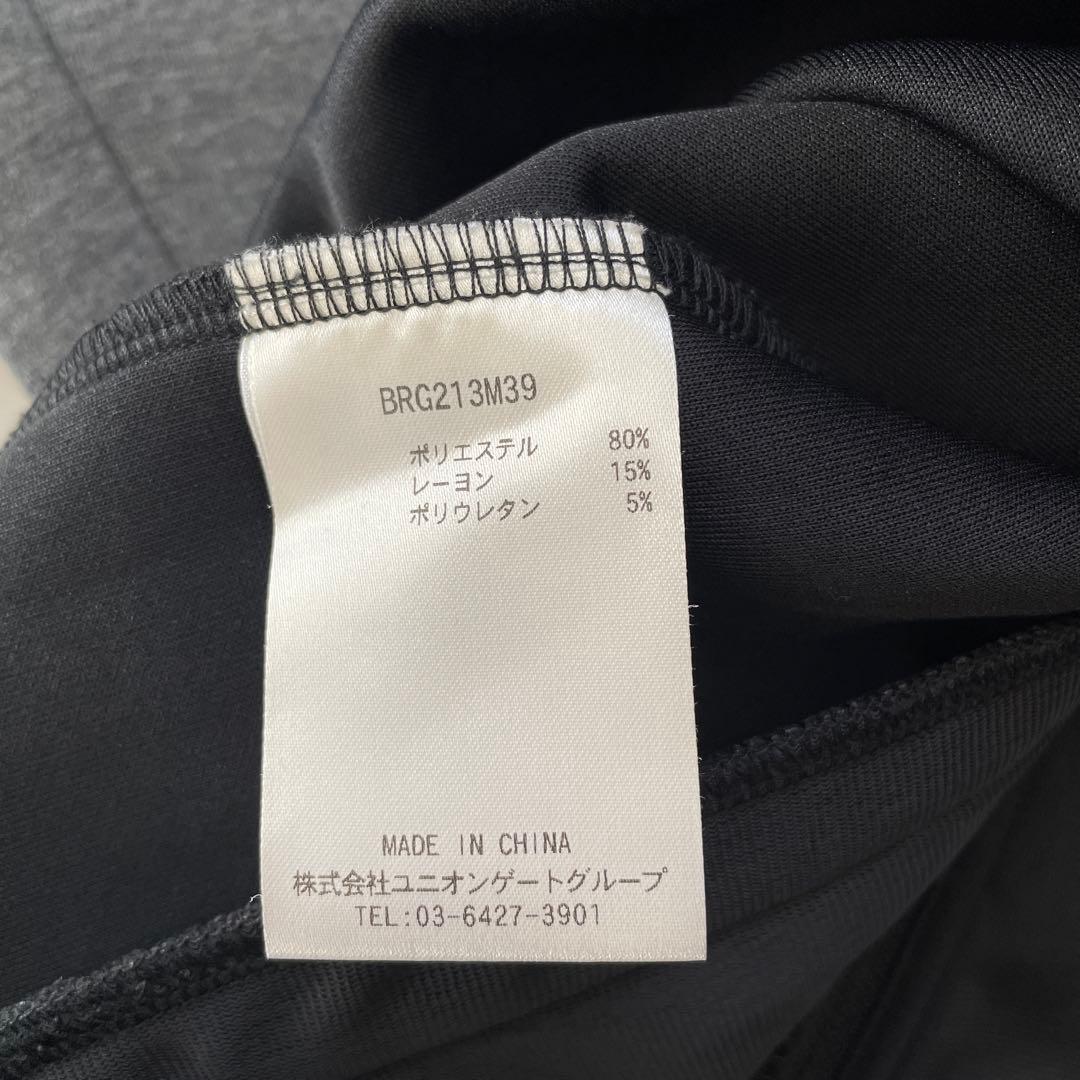 BRG213M39
ポリエステル 80%
レーヨン 15%
ポリウレタン 5%
MADE IN CHINA
株式会社ユニオンゲートグループ
TEL:03-6427-3901